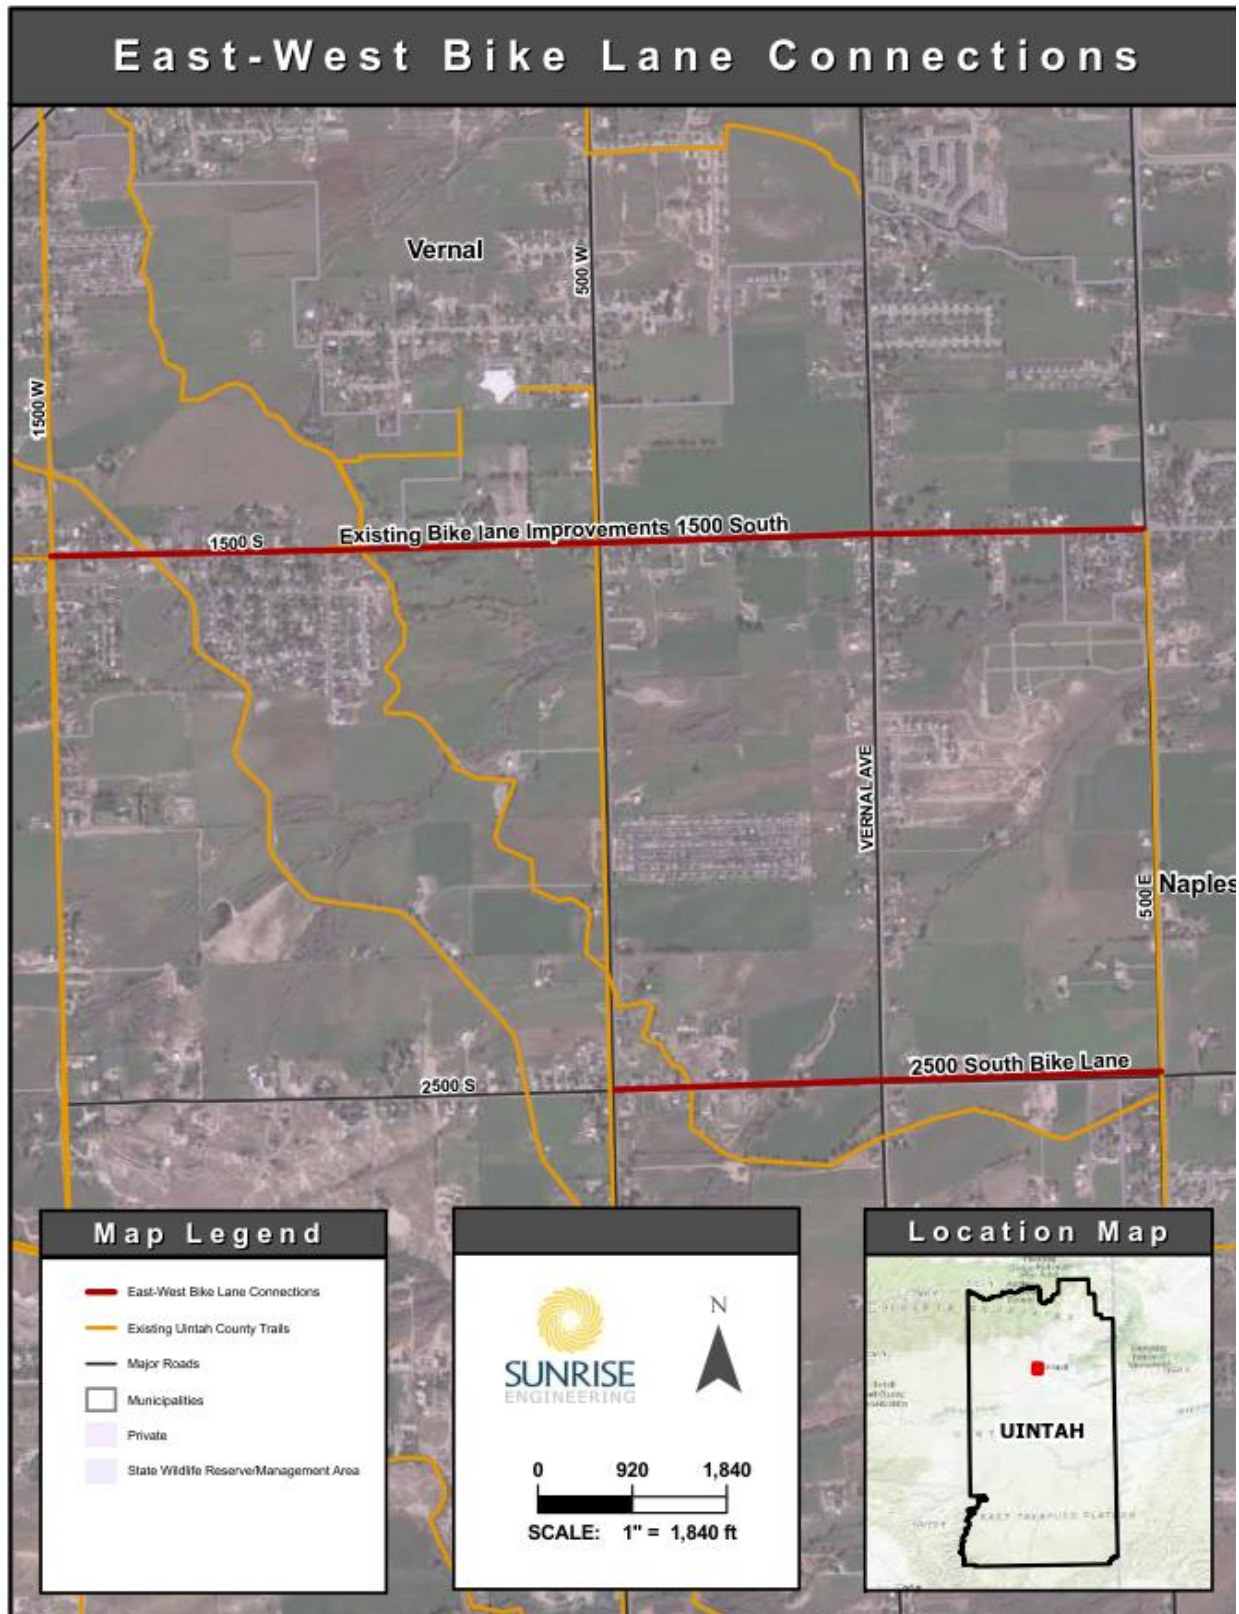 East-West Bike Lane Connections
Vernal
500 W
1500 W
Existing Bike lane Improvements 1500 South
1500 S
VERNAL AVE
500 E
Naples
2500 South Bike Lane
2500 S
Map Legend
East-West Bike Lane Connections
Existing Uintah County Trails
Major Roads
Municipalities
Private
State Wildlife Reserve/Management Area
SUNRISE
ENGINEERING
N
0 920 1,840
SCALE: 1" = 1,840 ft
Location Map
UINTAH